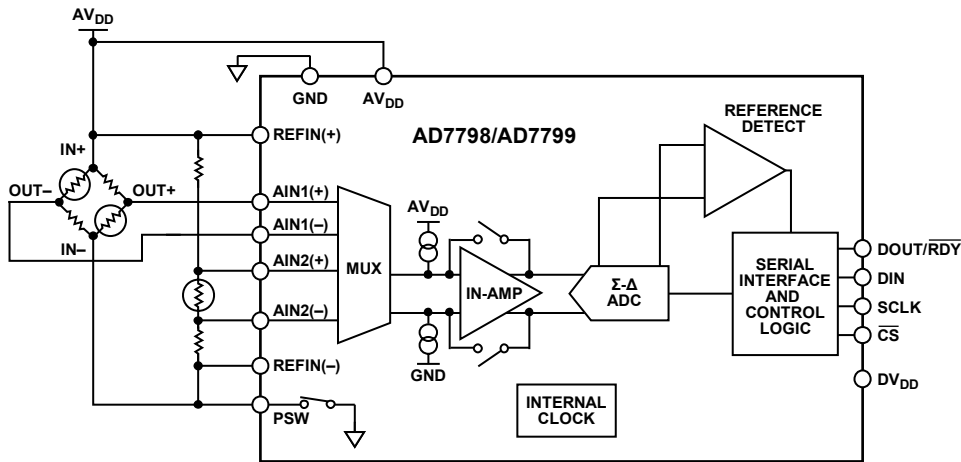 AVDD
GND
AVDD
REFERENCE
DETECT
AD7798/AD7799
REFIN(+)
IN+
OUT–
OUT+
AIN1(+)
AVDD
AIN1(–)
IN–
AIN2(+)
MUX
IN-AMP
Σ-Δ
ADC
SERIAL
INTERFACE
AND
CONTROL
LOGIC
DOUT/RDY
DIN
SCLK
CS
AIN2(–)
GND
REFIN(–)
DVDD
INTERNAL
CLOCK
PSW